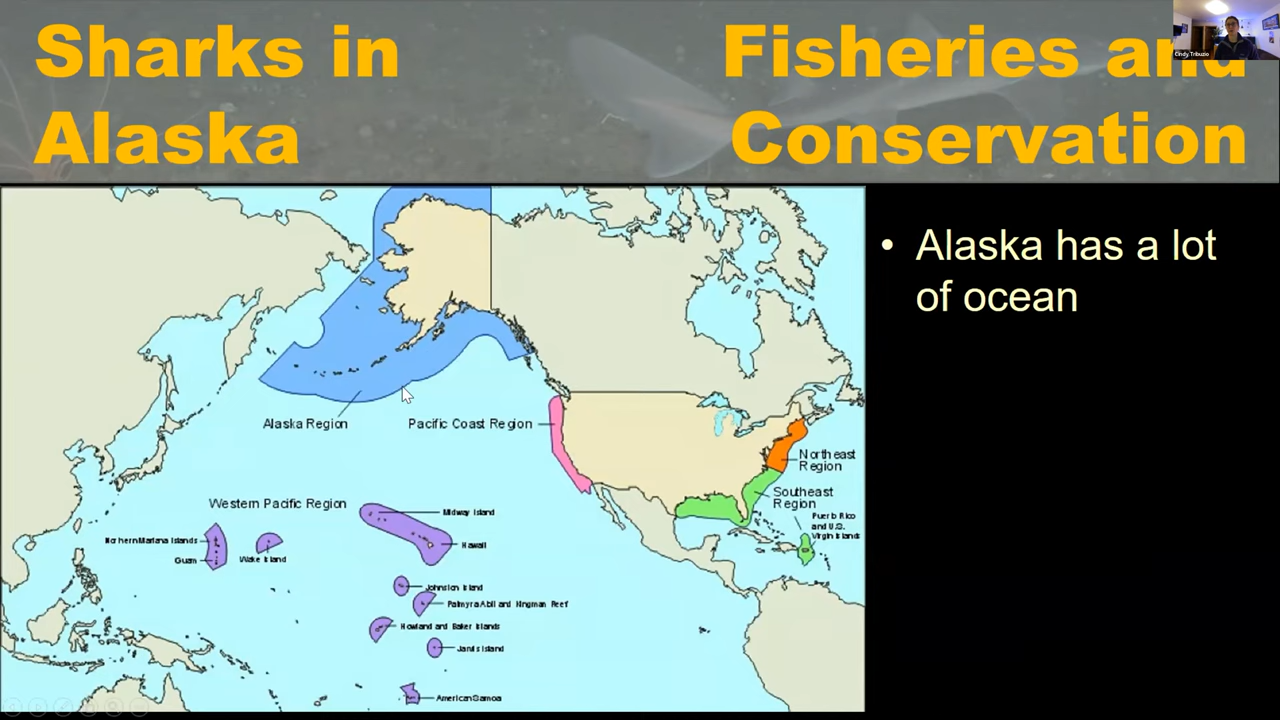 Sharks in
Alaska
Fisheries and
Conservation
Cindy Tribuzio
• Alaska has a lot
of ocean
Alaska Region
Pacific Coast Region
Northeast
Region
Southeast
Region
Puerto Rico
and U.S.
Virgin Islands
Western Pacific Region
Midway Island
Northern Mariana Islands
Hawaii
Guam
Wake Island
Johnston Island
Palmyra Atoll and Kingman Reef
Howland and Baker Islands
Jarvis Island
American Samoa